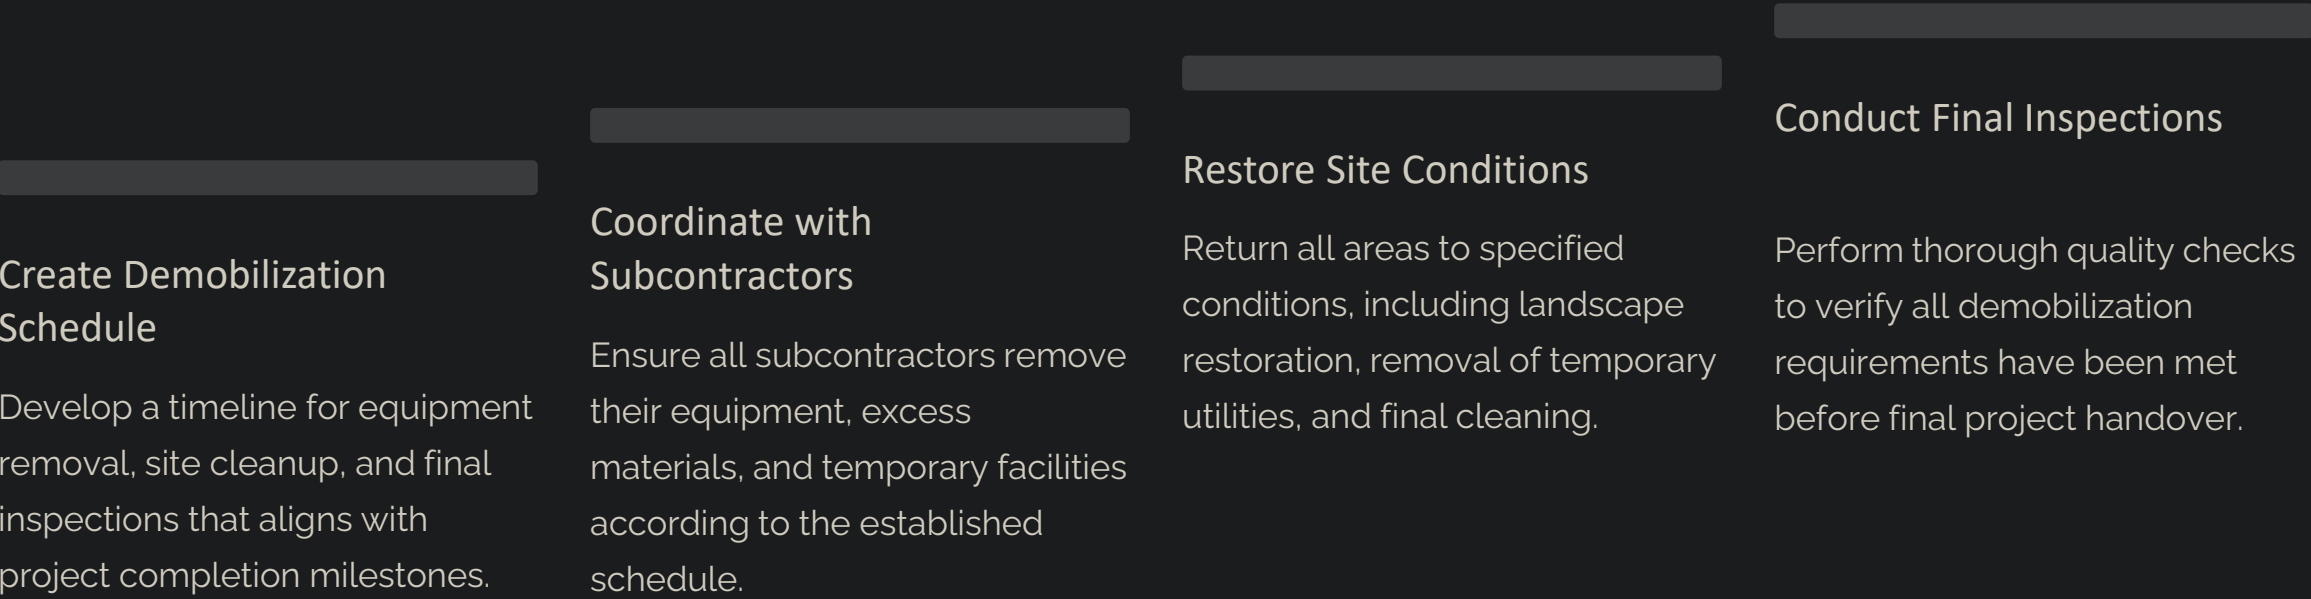 Create Demobilization
Schedule
Develop a timeline for equipment
removal, site cleanup, and final
inspections that aligns with
project completion milestones.
Coordinate with
Subcontractors
Ensure all subcontractors remove
their equipment, excess
materials, and temporary facilities
according to the established
schedule.
Restore Site Conditions
Return all areas to specified
conditions, including landscape
restoration, removal of temporary
utilities, and final cleaning.
Conduct Final Inspections
Perform thorough quality checks
to verify all demobilization
requirements have been met
before final project handover.